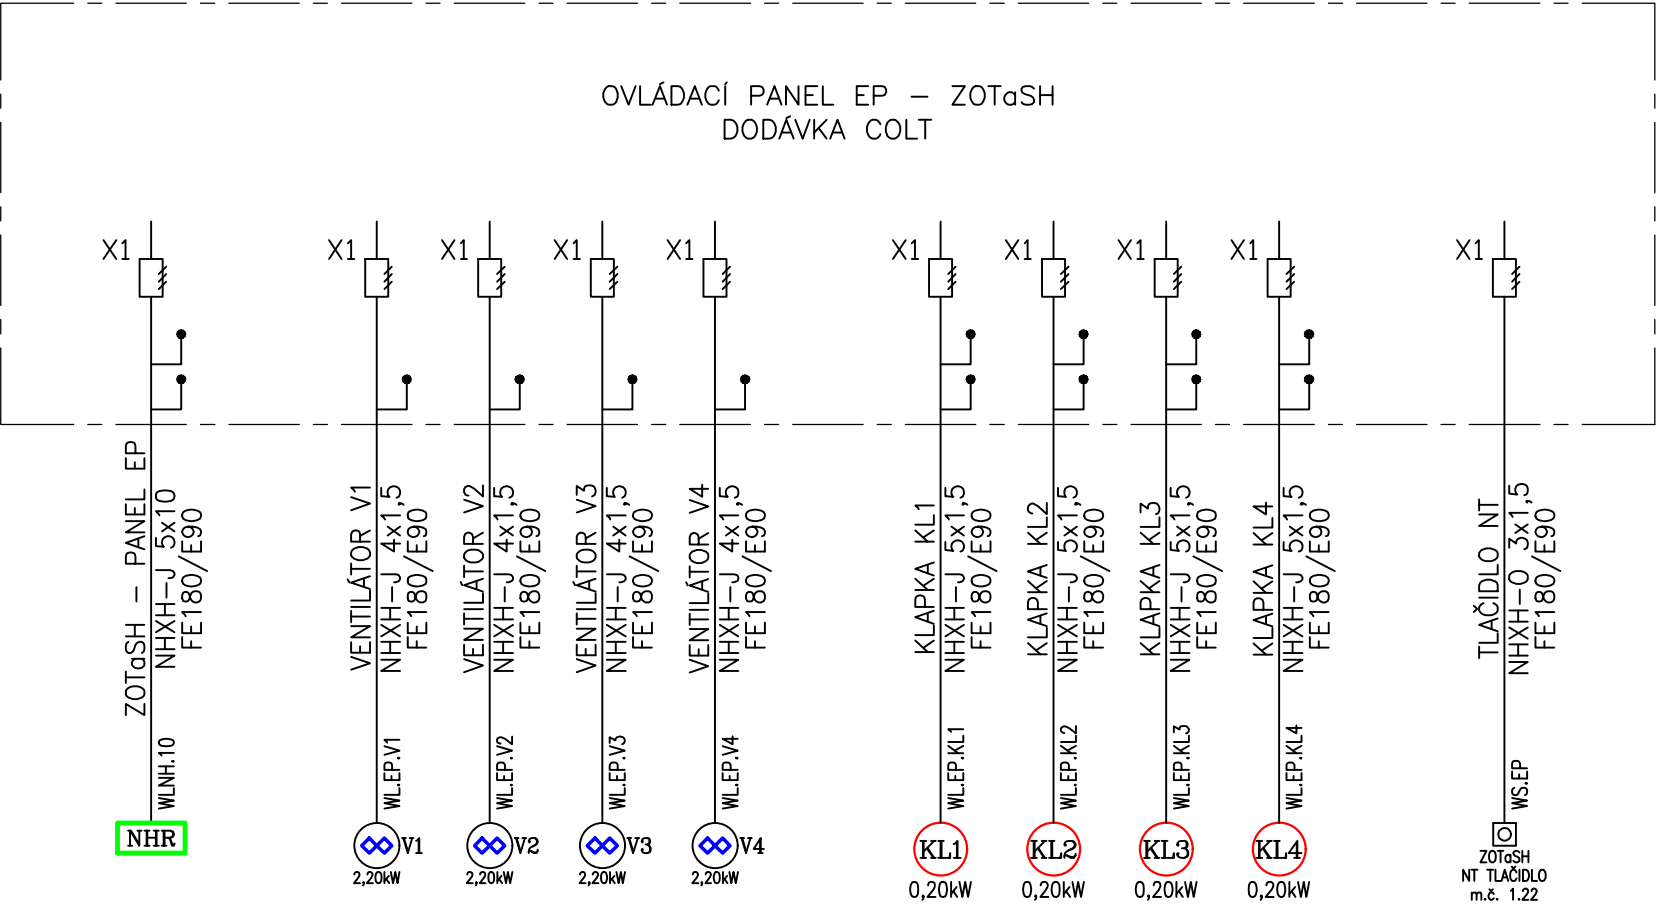 OVLÁDACÍ PANEL EP – ZOTaSH
DODÁVKA COLT
X1
X1
X1
X1
X1
X1
X1
X1
X1
X1
ZOTaSH – PANEL EP
NHXH-J 5x10
FE180/E90
WLNH.10
VENTILÁTOR V1
NHXH-J 4x1,5
FE180/E90
WL.EP.V1
VENTILÁTOR V2
NHXH-J 4x1,5
FE180/E90
WL.EP.V2
VENTILÁTOR V3
NHXH-J 4x1,5
FE180/E90
WL.EP.V3
VENTILÁTOR V4
NHXH-J 4x1,5
FE180/E90
WL.EP.V4
KLAPKA KL1
NHXH-J 5x1,5
FE180/E90
WL.EP.KL1
KLAPKA KL2
NHXH-J 5x1,5
FE180/E90
WL.EP.KL2
KLAPKA KL3
NHXH-J 5x1,5
FE180/E90
WL.EP.KL3
KLAPKA KL4
NHXH-J 5x1,5
FE180/E90
WL.EP.KL4
TLAČIDLO NT
NHXH-O 3x1,5
FE180/E90
WS.EP
NHR
V1
2,20kW
V2
2,20kW
V3
2,20kW
V4
2,20kW
KL1
0,20kW
KL2
0,20kW
KL3
0,20kW
KL4
0,20kW
ZOTaSH
NT TLAČIDLO
m.č. 1.22